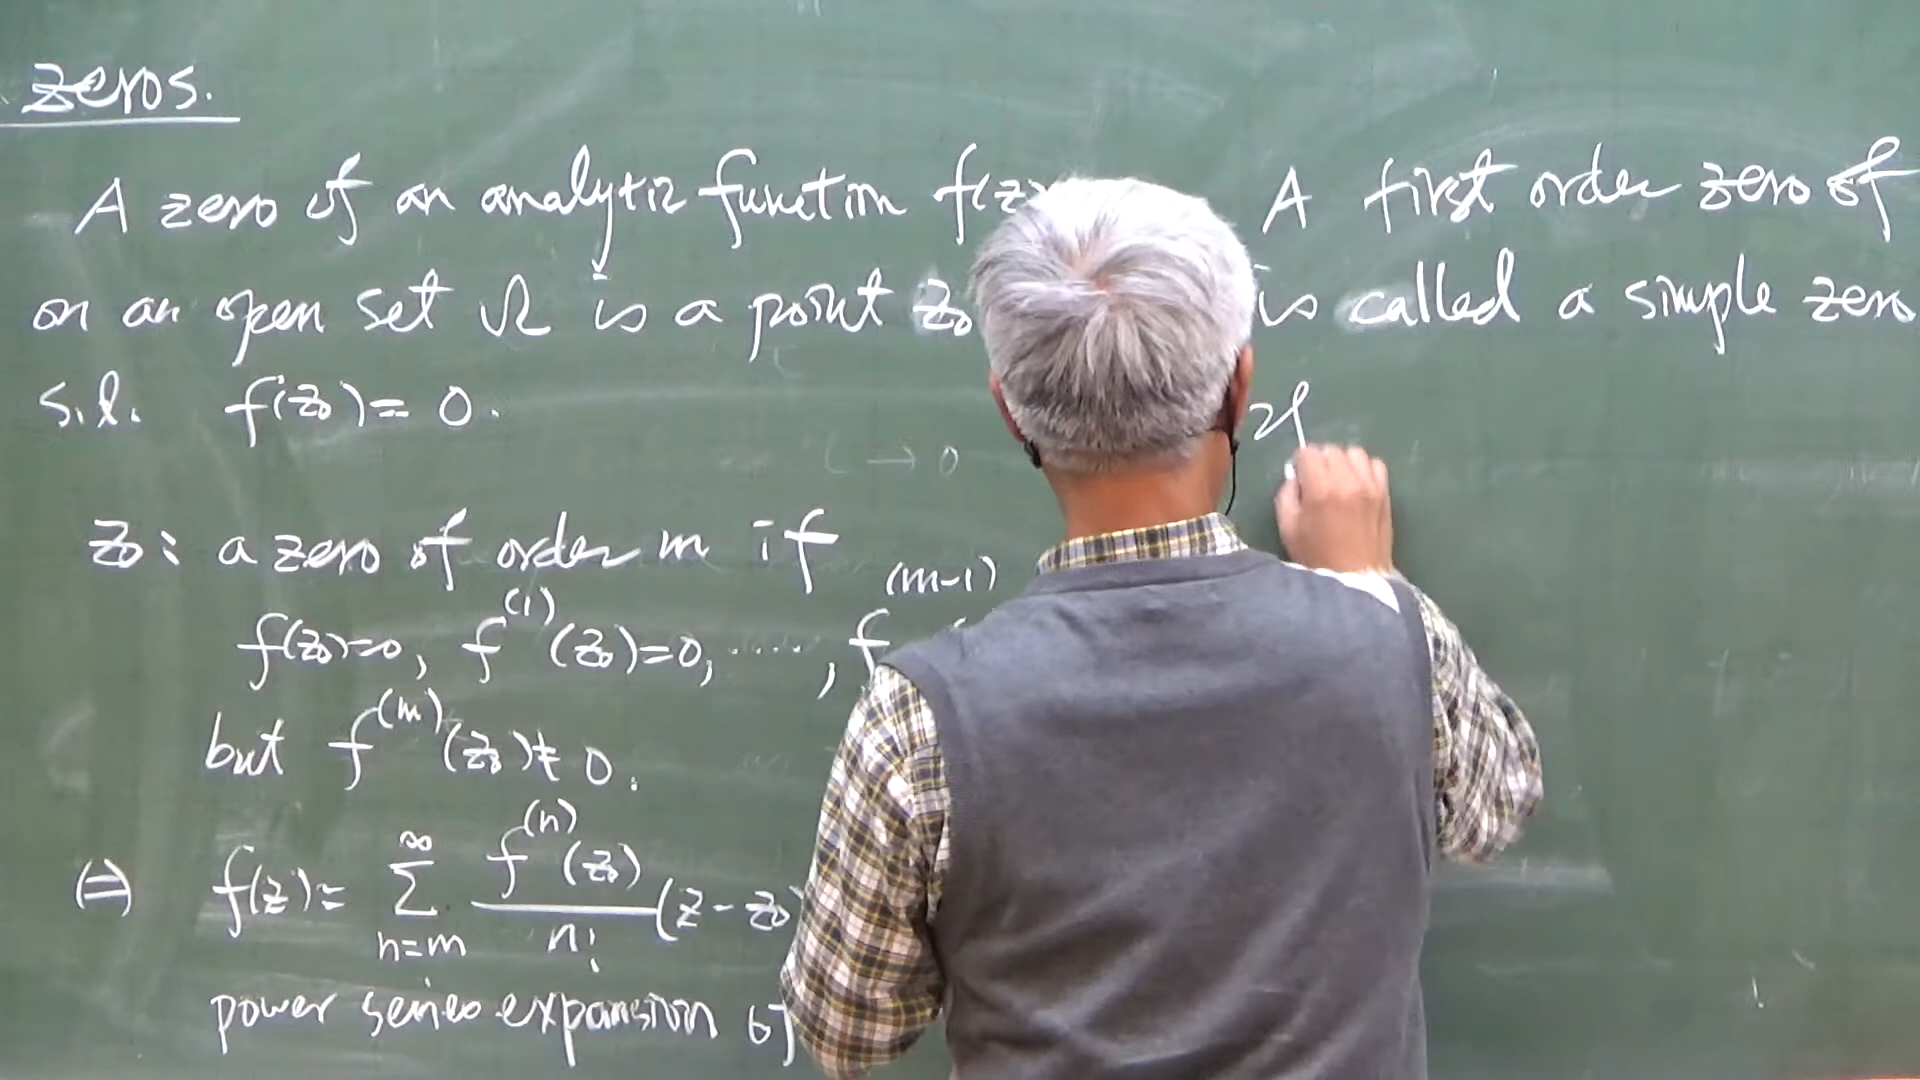 zeros.
A zero of an analytic function f(z)
on an open set Ω is a point z₀
s.t. f(z₀) = 0.
z₀ : a zero of order m if
f(z₀)=0, f⁽¹⁾(z₀)=0, ....., f⁽ᵐ⁻¹⁾
but f⁽ᵐ⁾(z₀) ≠ 0.
(⇒) f(z) = ∑_{n=m}^{∞} f⁽ⁿ⁾(z₀)/n! (z - z₀)
power series expansion of
A first order zero of
is called a simple zero
If